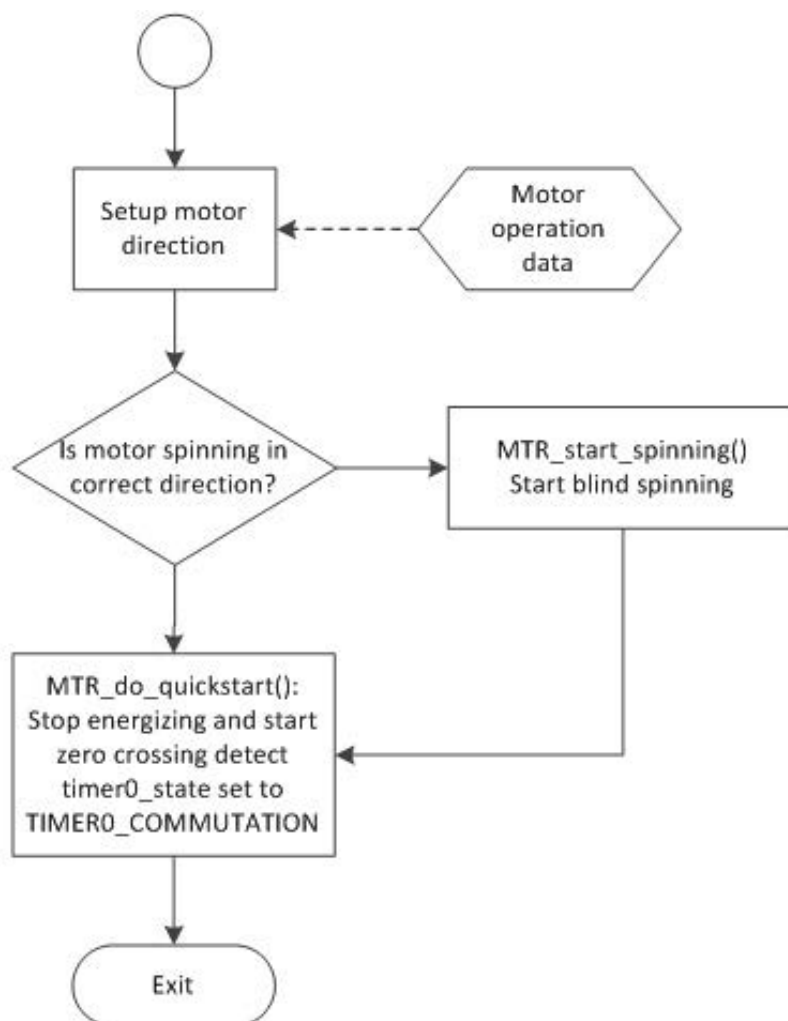 Setup motor
direction
Motor
operation
data
Is motor spinning in
correct direction?
MTR_start_spinning()
Start blind spinning
MTR_do_quickstart():
Stop energizing and start
zero crossing detect
timer0_state set to
TIMER0_COMMUTATION
Exit